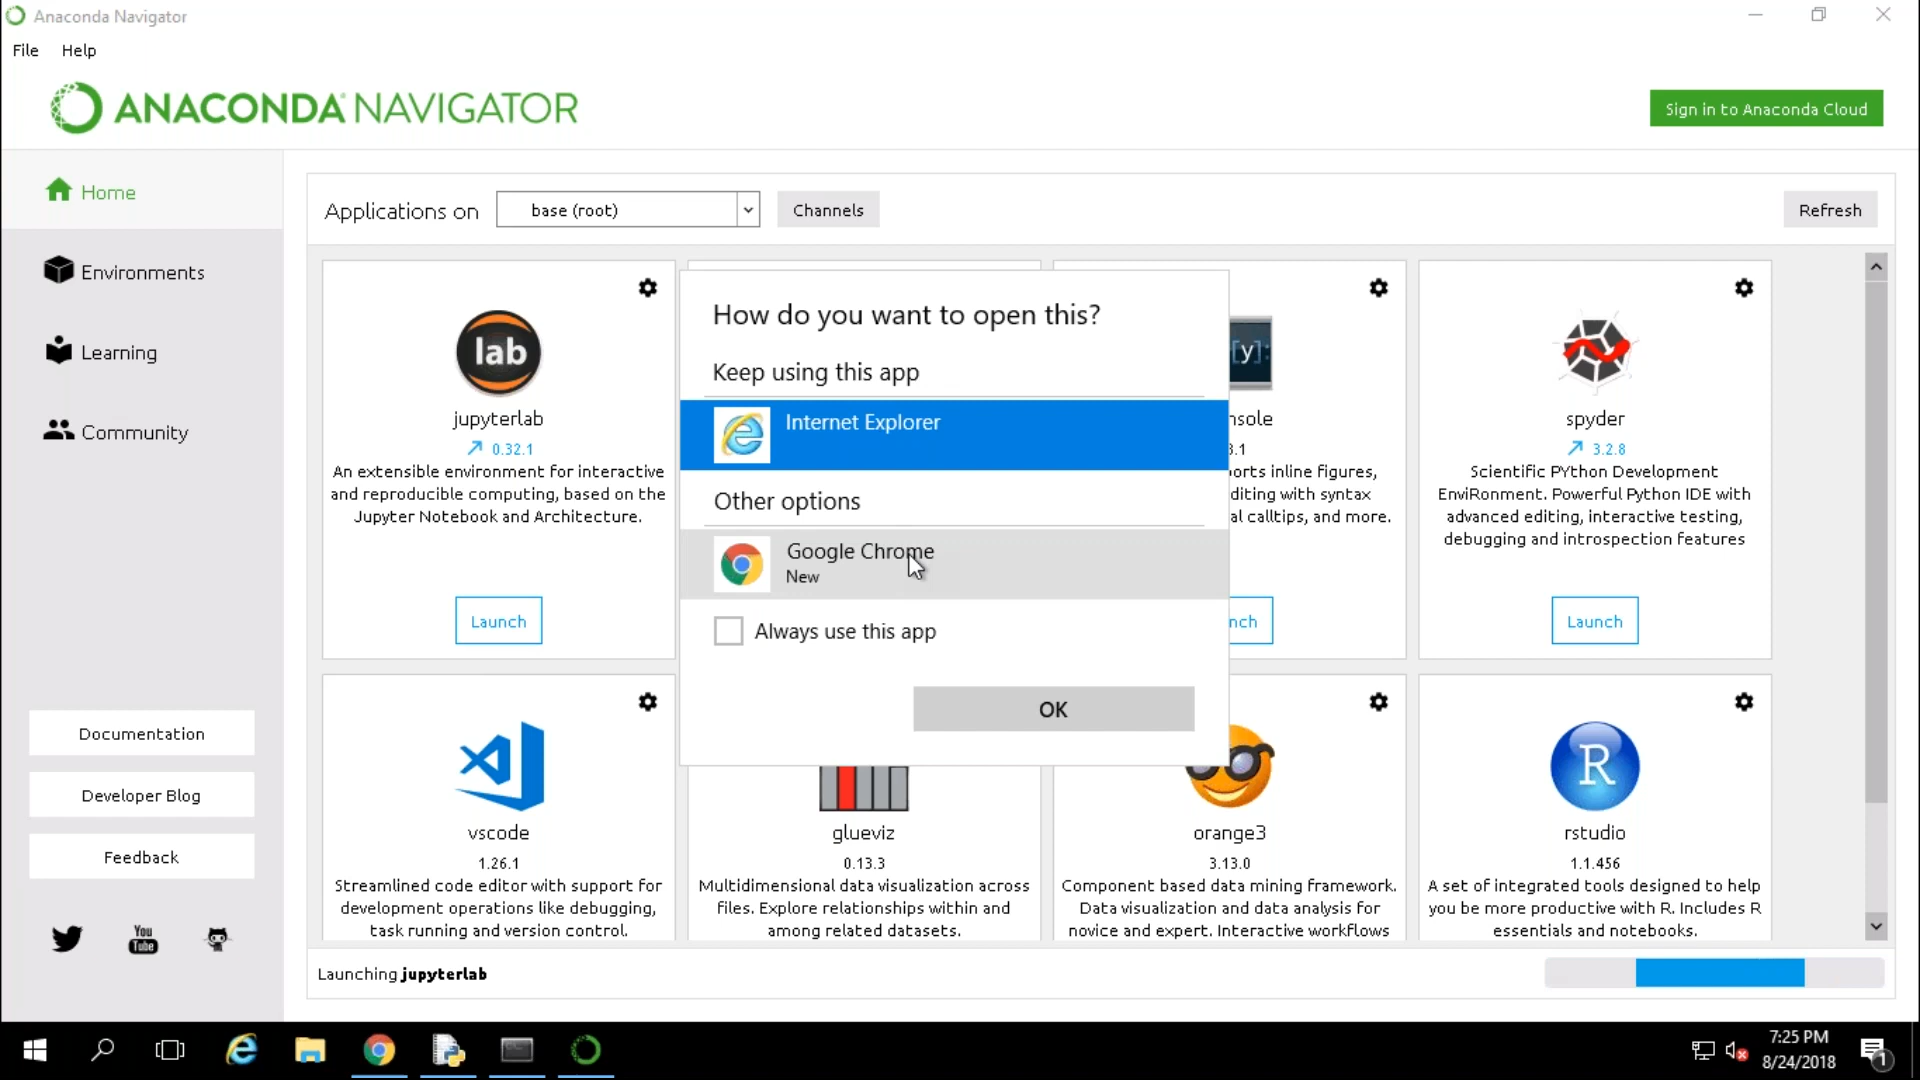 Anaconda Navigator
File Help
ANACONDA NAVIGATOR
Sign in to Anaconda Cloud
Home
Environments
Learning
Community
Documentation
Developer Blog
Feedback
You
Tube
Applications on base (root) Channels Refresh
lab
jupyterlab
0.32.1
An extensible environment for interactive
and reproducible computing, based on the
Jupyter Notebook and Architecture.
Launch
How do you want to open this?
Keep using this app
Internet Explorer
Other options
Google Chrome
New
Always use this app
OK
[y]:
nsole
3.1
orts inline figures,
diting with syntax
al calltips, and more.
nch
spyder
3.2.8
Scientific PYthon Development
EnviRonment. Powerful Python IDE with
advanced editing, interactive testing,
debugging and introspection features
Launch
vscode
1.26.1
Streamlined code editor with support for
development operations like debugging,
task running and version control.
glueviz
0.13.3
Multidimensional data visualization across
files. Explore relationships within and
among related datasets.
orange3
3.13.0
Component based data mining framework.
Data visualization and data analysis for
novice and expert. Interactive workflows
R
rstudio
1.1.456
A set of integrated tools designed to help
you be more productive with R. Includes R
essentials and notebooks.
Launching jupyterlab
7:25 PM
8/24/2018
1